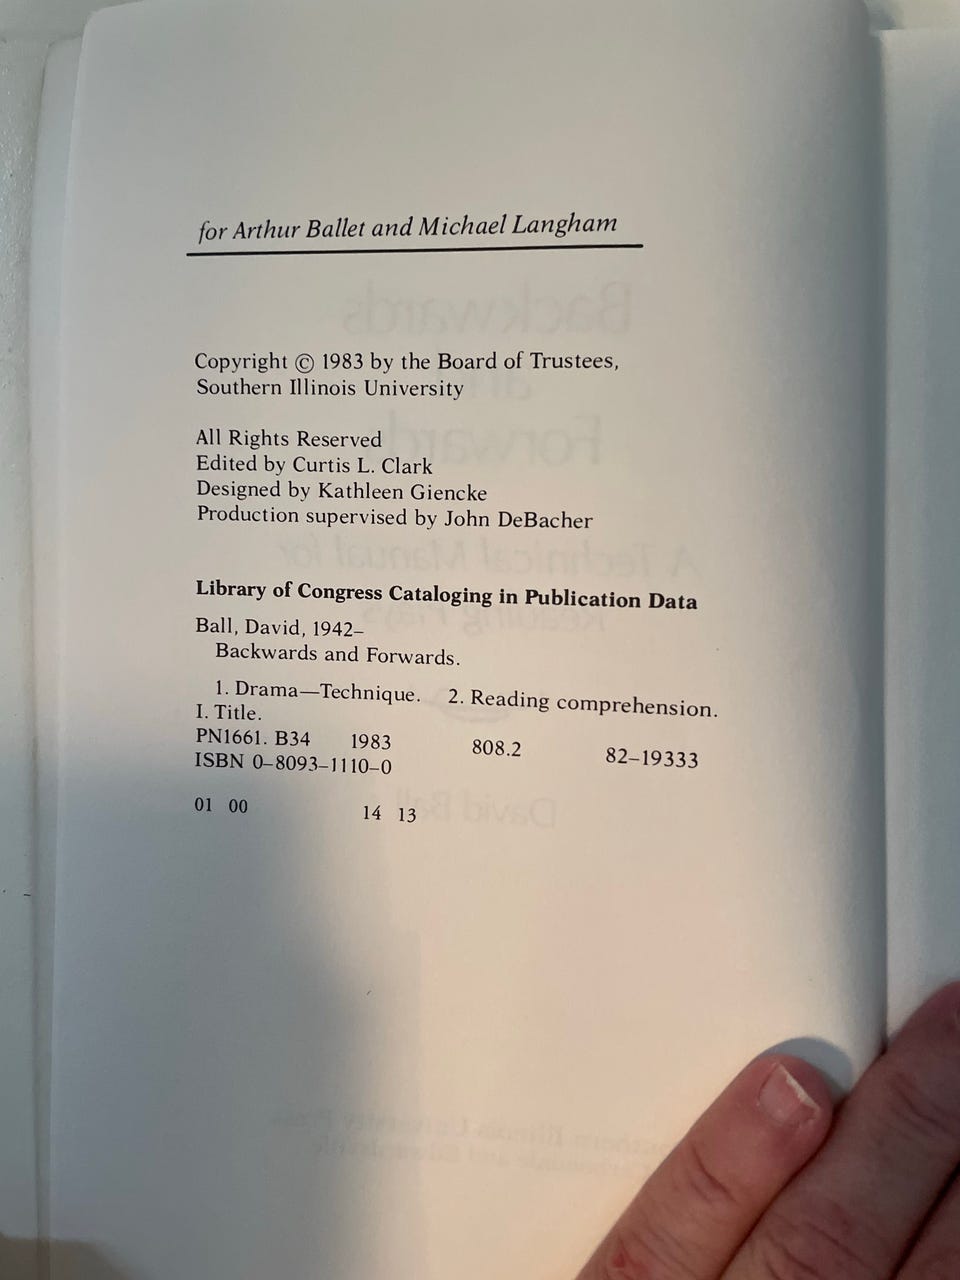 for Arthur Ballet and Michael Langham
Copyright © 1983 by the Board of Trustees,
Southern Illinois University
All Rights Reserved
Edited by Curtis L. Clark
Designed by Kathleen Giencke
Production supervised by John DeBacher
Library of Congress Cataloging in Publication Data
Ball, David, 1942–
Backwards and Forwards.
1. Drama—Technique. 2. Reading comprehension.
I. Title.
PN1661. B34 1983 808.2 82–19333
ISBN 0–8093–1110–0
01 00 14 13